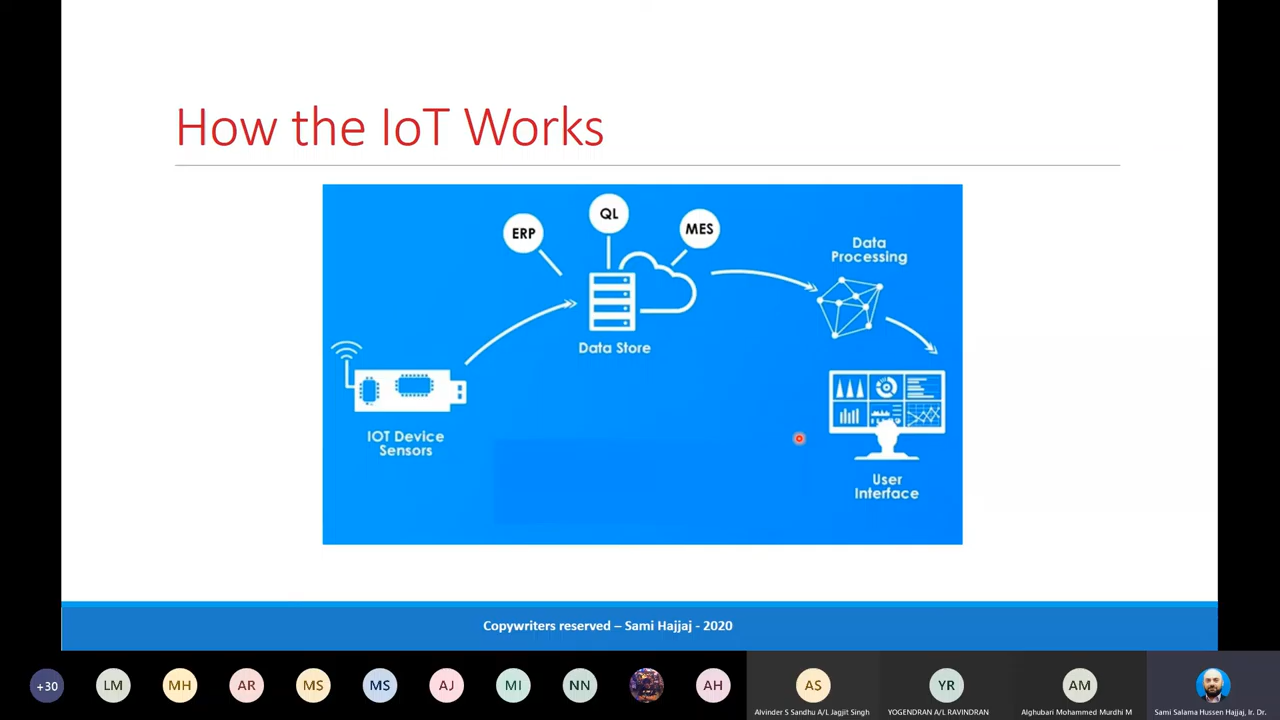 How the IoT Works
ERP
QL
MES
Data
Processing
Data Store
IOT Device
Sensors
User
Interface
Copywriters reserved – Sami Hajjaj - 2020
+30
LM
MH
AR
MS
MS
AJ
MI
NN
AH
AS
YR
AM
Alvinder S Sandhu A/L Jagjit Singh
YOGENDRAN A/L RAVINDRAN
Alghubari Mohammed Murdhi M
Sami Salama Hussen Hajjaj, Ir. Dr.